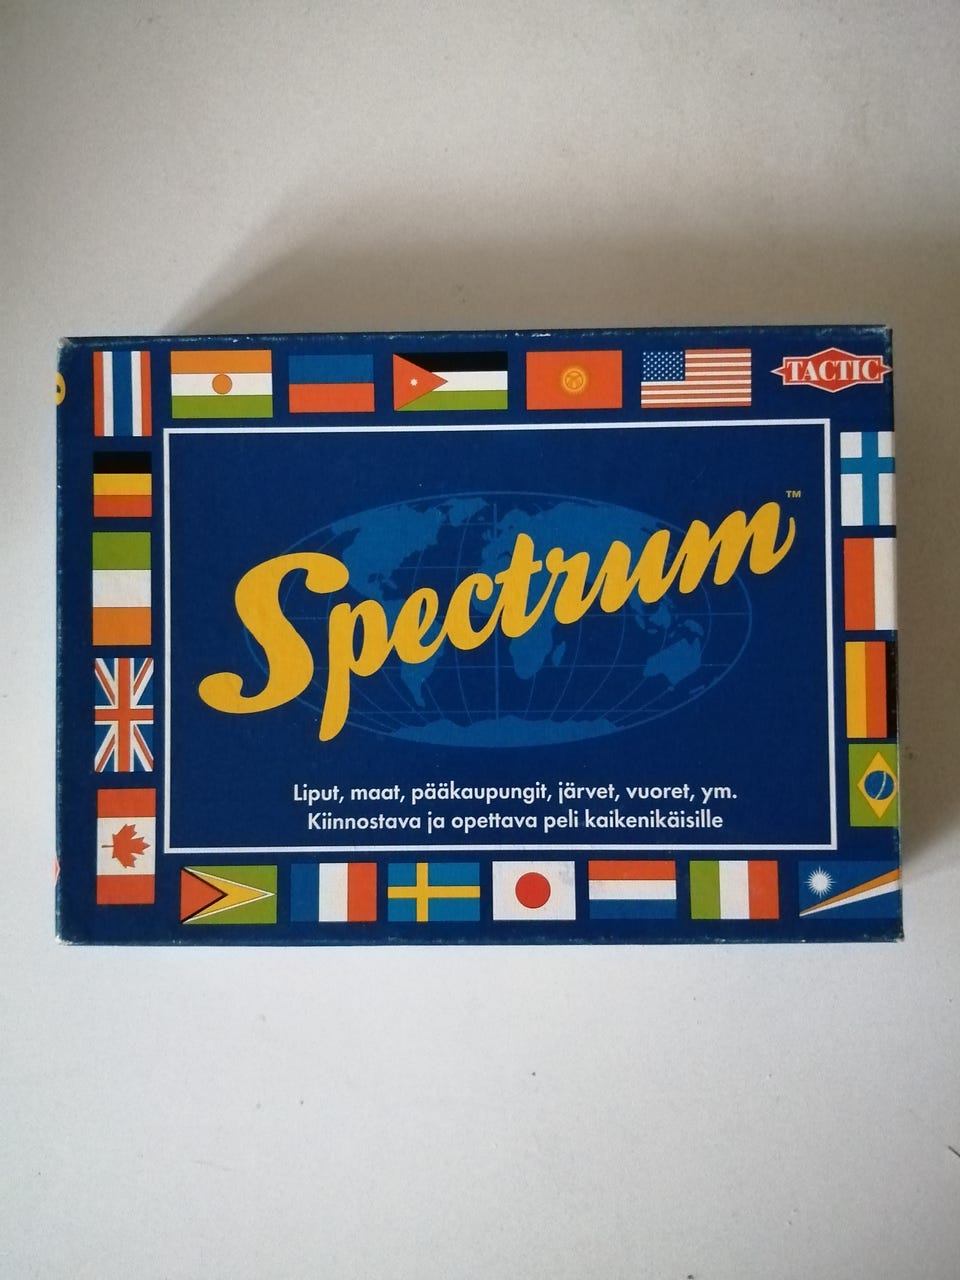 TACTIC
Spectrum™
Liput, maat, pääkaupungit, järvet, vuoret, ym.
Kiinnostava ja opettava peli kaikenikäisille